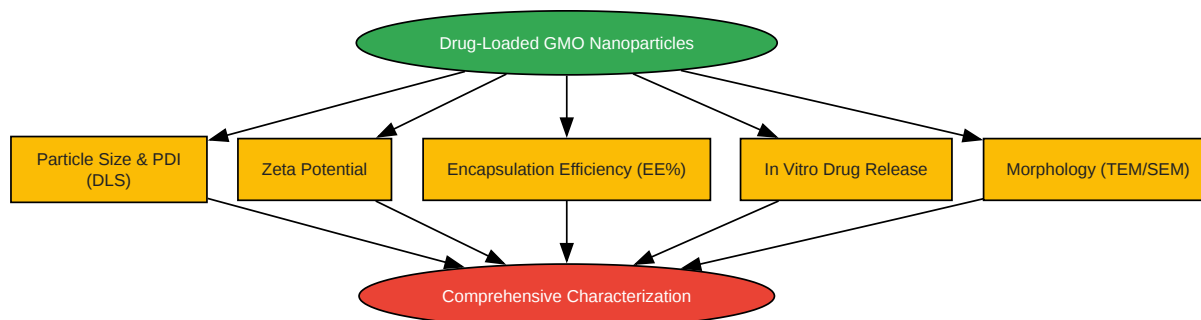 Drug-Loaded GMO Nanoparticles
Particle Size & PDI
(DLS)
Zeta Potential
Encapsulation Efficiency (EE%)
In Vitro Drug Release
Morphology (TEM/SEM)
Comprehensive Characterization